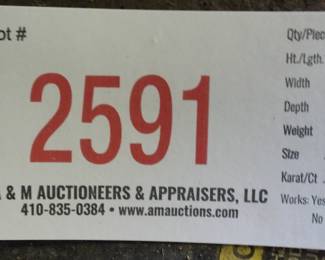 ot #
2591
A & M AUCTIONEERS & APPRAISERS, LLC
410-835-0384 • www.amauctions.com
Qty/Piec
Ht./Lgth.
Width
Depth
Weight
Size
Karat/Ct
Works: Yes
No